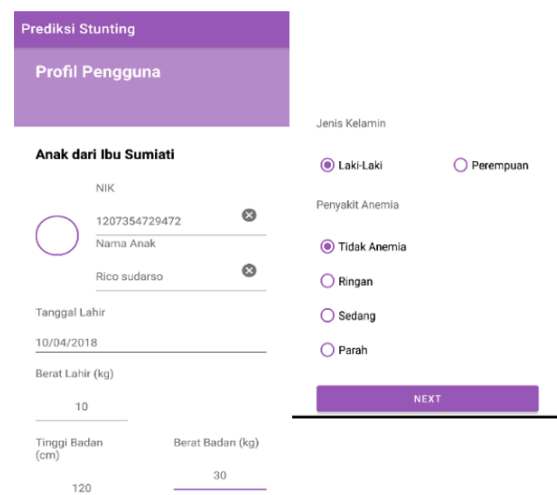 Prediksi Stunting
Profil Pengguna
Anak dari Ibu Sumiati
NIK
1207354729472
Nama Anak
Rico sudarso
Tanggal Lahir
10/04/2018
Berat Lahir (kg)
10
Tinggi Badan
(cm)
120
Berat Badan (kg)
30
Jenis Kelamin
Laki-Laki
Perempuan
Penyakit Anemia
Tidak Anemia
Ringan
Sedang
Parah
NEXT